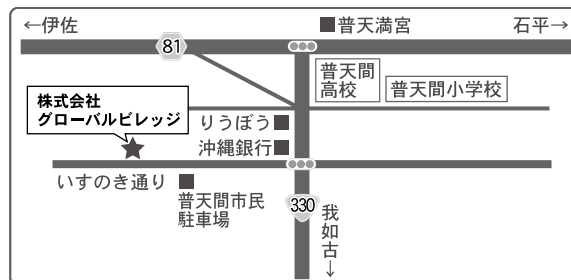 ←伊佐
■普天満宮
石平→
81
普天間
高校
普天間小学校
株式会社
グローバルビレッジ
りうぼう■
沖縄銀行■
いすのき通り
■
普天間市民
駐車場
330
我如古↓